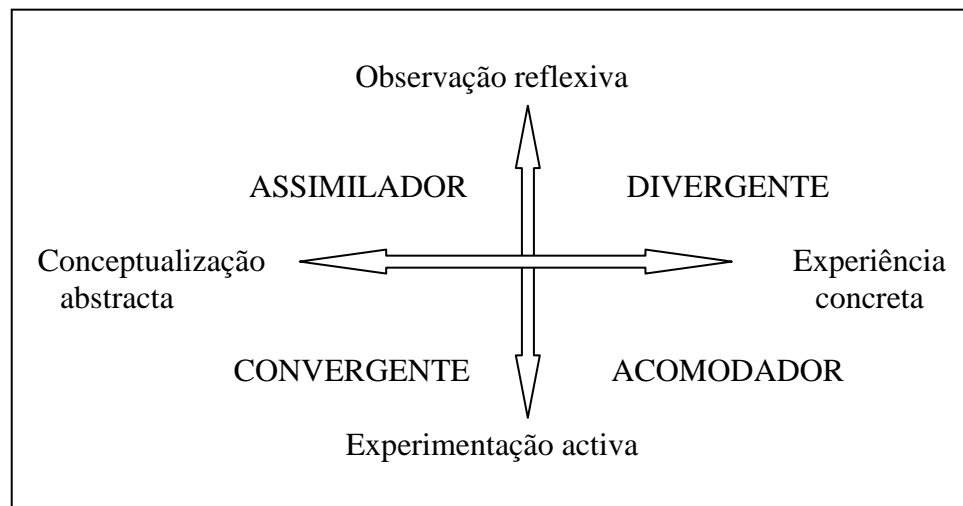 Observação reflexiva
ASSIMILADOR DIVERGENTE
Conceptualização
abstracta
Experiência
concreta
CONVERGENTE ACOMODADOR
Experimentação activa